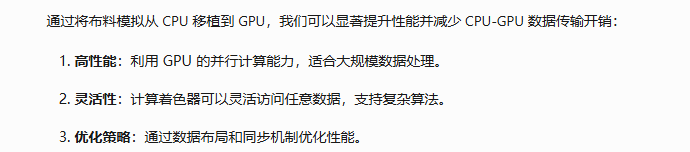 通过将布料模拟从 CPU 移植到 GPU，我们可以显著提升性能并减少 CPU-GPU 数据传输开销：
1. 高性能：利用 GPU 的并行计算能力，适合大规模数据处理。
2. 灵活性：计算着色器可以灵活访问任意数据，支持复杂算法。
3. 优化策略：通过数据布局和同步机制优化性能。